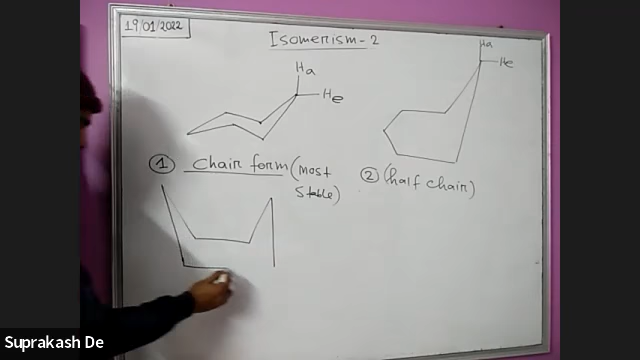 19/01/2022
Isomerism-2
Ha
He
Ha
He
① chair form (most
stable)
② (half chair)
Suprakash De